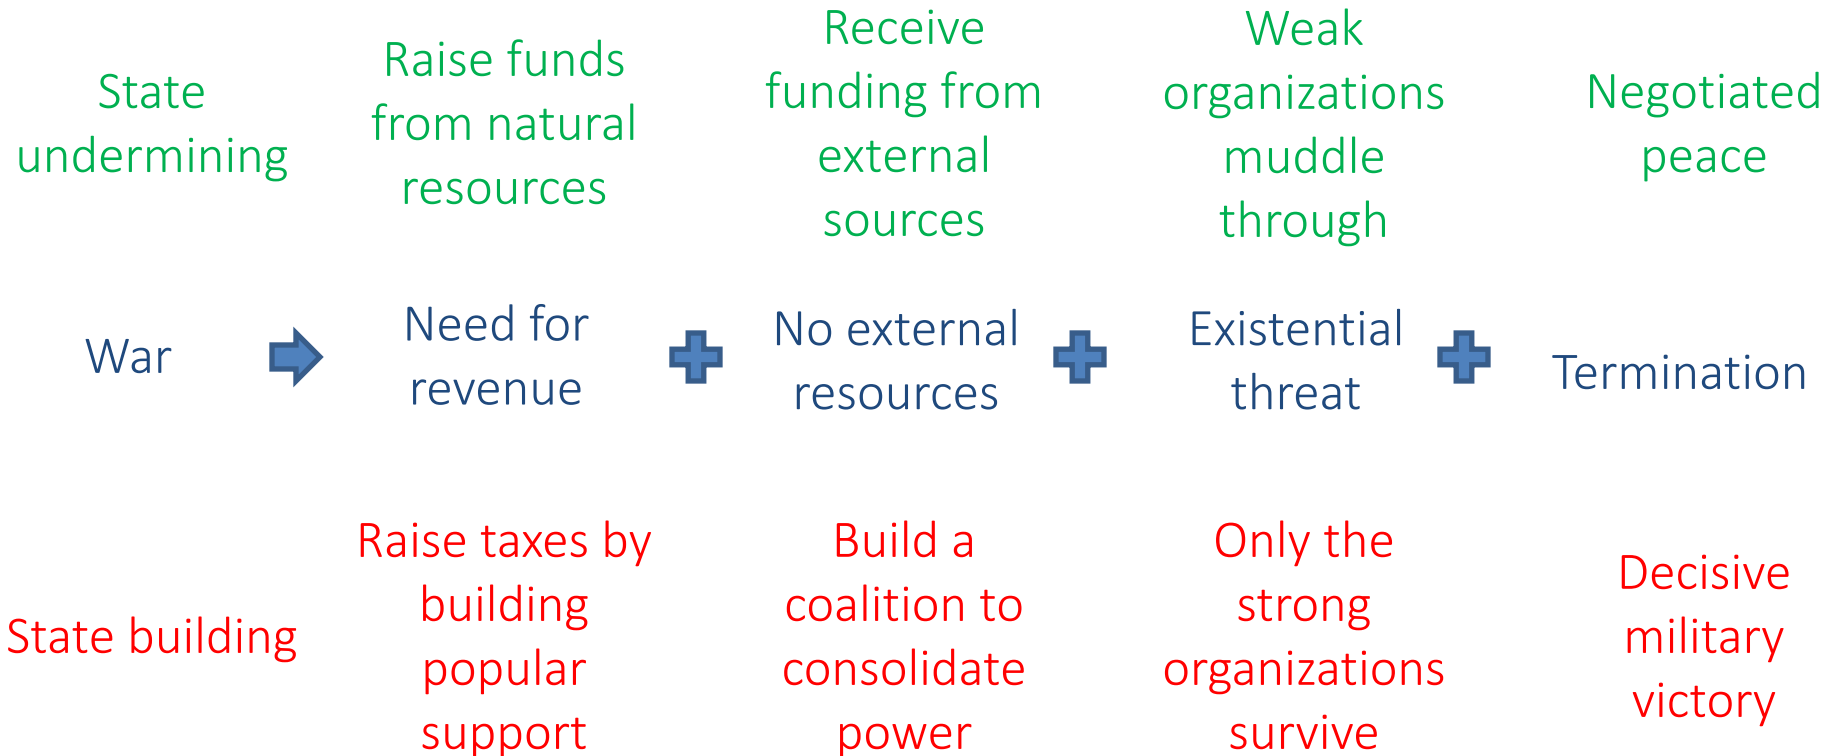 State
undermining
Raise funds
from natural
resources
Receive
funding from
external
sources
Weak
organizations
muddle
through
Negotiated
peace
War
Need for
revenue
No external
resources
Existential
threat
Termination
State building
Raise taxes by
building
popular
support
Build a
coalition to
consolidate
power
Only the
strong
organizations
survive
Decisive
military
victory